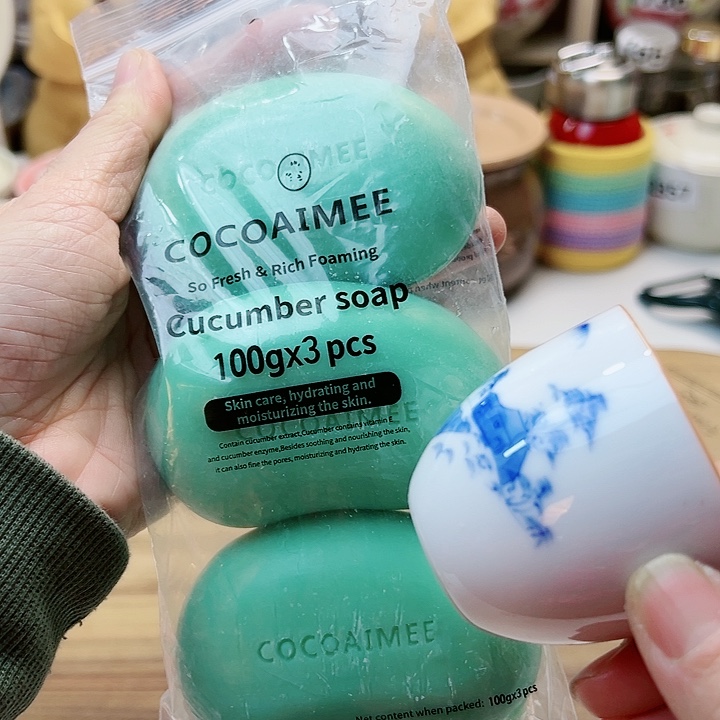 COCOAIMEE
COCOAIMEE
So Fresh & Rich Foaming
Cucumber soap
100gx3 pcs
Skin care, hydrating and
moisturizing the skin.
COCOAIMEE
Contain cucumber extract,Cucumber contains vitamin E
and cucumber enzyme,Besides soothing and nourishing the skin,
it can also fine the pores, moisturizing and hydrating the skin.
COCOAIMEE
Net content when packed: 100gx3pcs